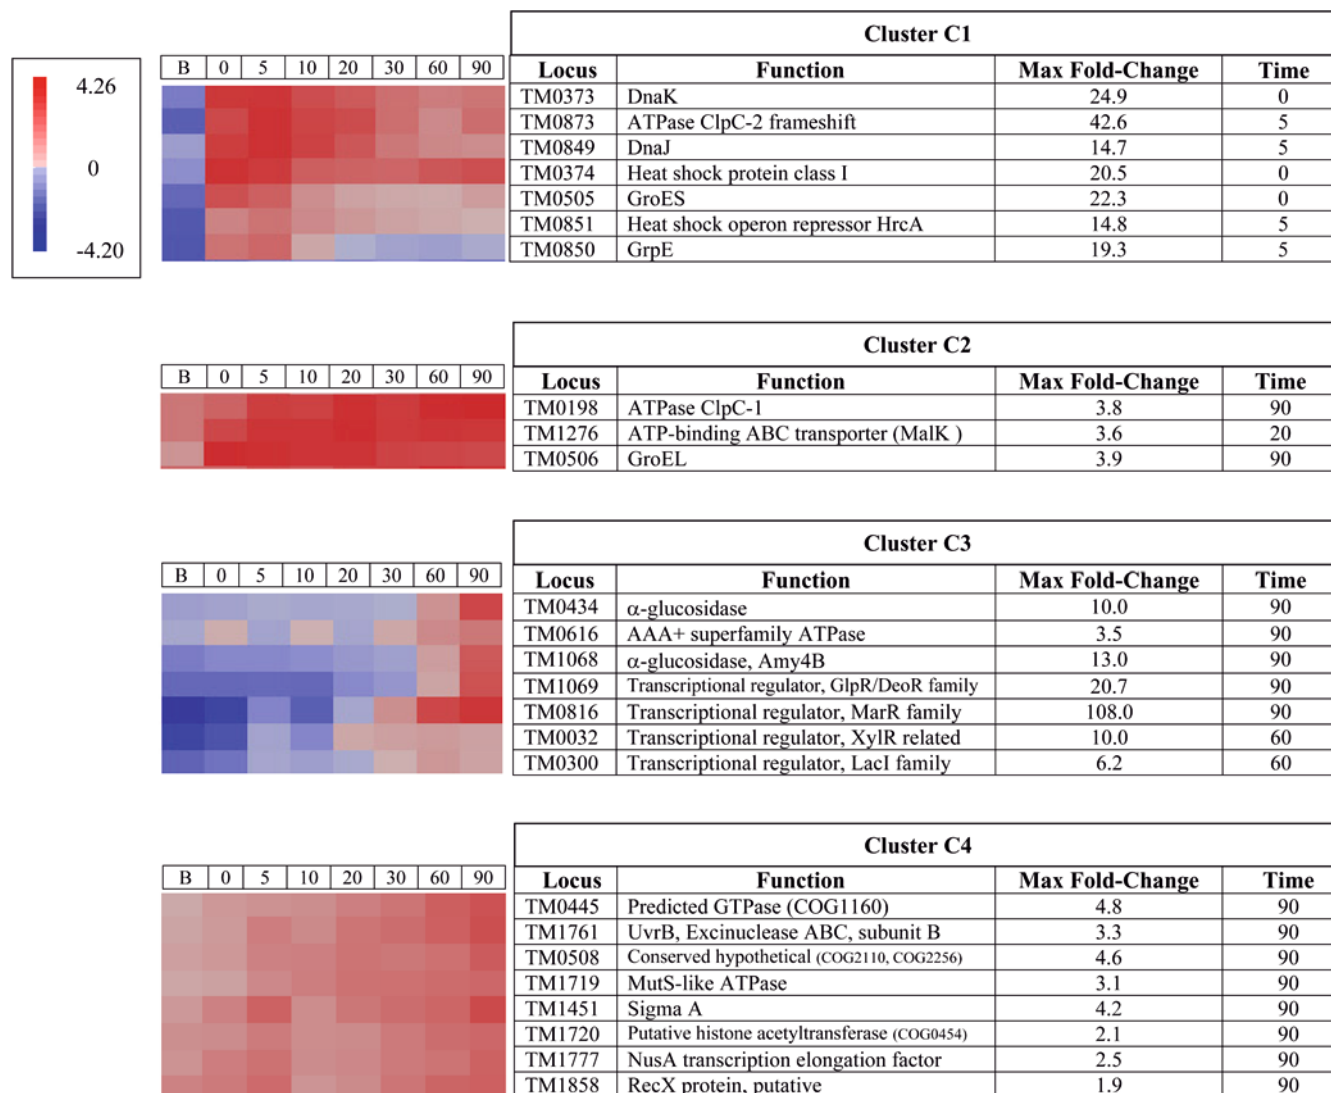 4.26
0
-4.20
Cluster C1
B 0 5 10 20 30 60 90 Locus Function Max Fold-Change Time
TM0373 DnaK 24.9 0
TM0873 ATPase ClpC-2 frameshift 42.6 5
TM0849 DnaJ 14.7 5
TM0374 Heat shock protein class I 20.5 0
TM0505 GroES 22.3 0
TM0851 Heat shock operon repressor HrcA 14.8 5
TM0850 GrpE 19.3 5
Cluster C2
B 0 5 10 20 30 60 90 Locus Function Max Fold-Change Time
TM0198 ATPase ClpC-1 3.8 90
TM1276 ATP-binding ABC transporter (MalK ) 3.6 20
TM0506 GroEL 3.9 90
Cluster C3
B 0 5 10 20 30 60 90 Locus Function Max Fold-Change Time
TM0434 α-glucosidase 10.0 90
TM0616 AAA+ superfamily ATPase 3.5 90
TM1068 α-glucosidase, Amy4B 13.0 90
TM1069 Transcriptional regulator, GlpR/DeoR family 20.7 90
TM0816 Transcriptional regulator, MarR family 108.0 90
TM0032 Transcriptional regulator, XylR related 10.0 60
TM0300 Transcriptional regulator, LacI family 6.2 60
Cluster C4
B 0 5 10 20 30 60 90 Locus Function Max Fold-Change Time
TM0445 Predicted GTPase (COG1160) 4.8 90
TM1761 UvrB, Excinuclease ABC, subunit B 3.3 90
TM0508 Conserved hypothetical (COG2110, COG2256) 4.6 90
TM1719 MutS-like ATPase 3.1 90
TM1451 Sigma A 4.2 90
TM1720 Putative histone acetyltransferase (COG0454) 2.1 90
TM1777 NusA transcription elongation factor 2.5 90
TM1858 RecX protein, putative 1.9 90